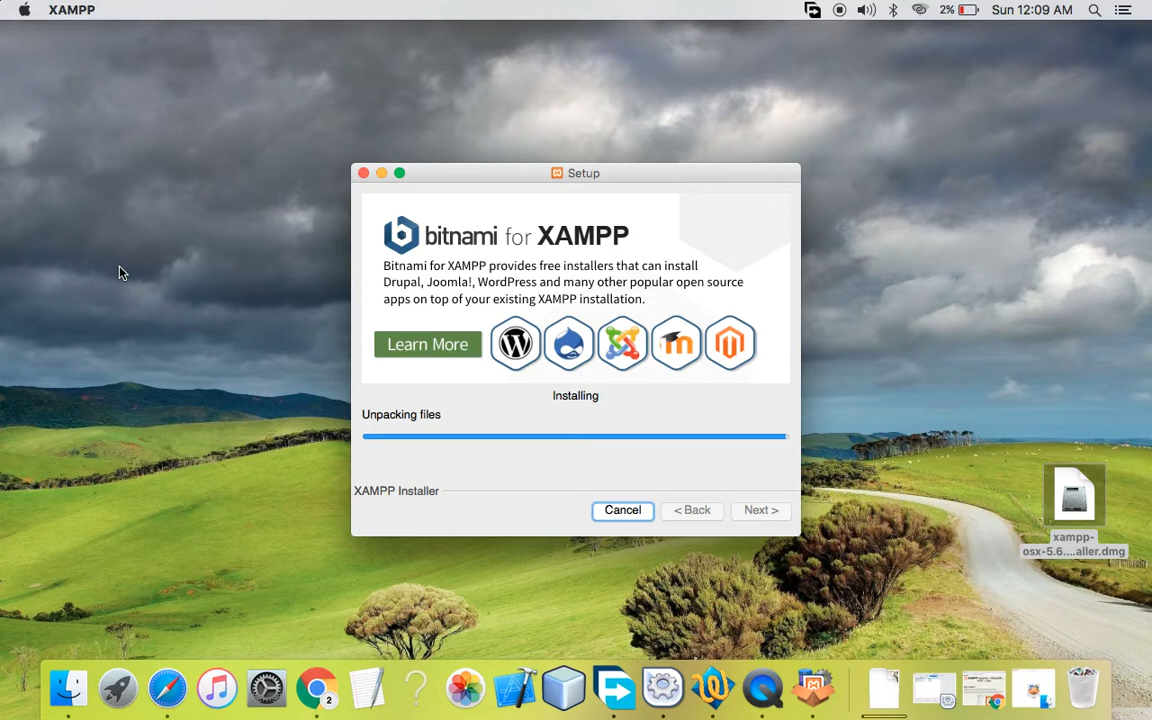 XAMPP
2%
Sun 12:09 AM
Setup
bitnami for XAMPP
Bitnami for XAMPP provides free installers that can install
Drupal, Joomla!, WordPress and many other popular open source
apps on top of your existing XAMPP installation.
Learn More
Installing
Unpacking files
XAMPP Installer
Cancel
< Back
Next >
xampp-
osx-5.6....aller.dmg
2